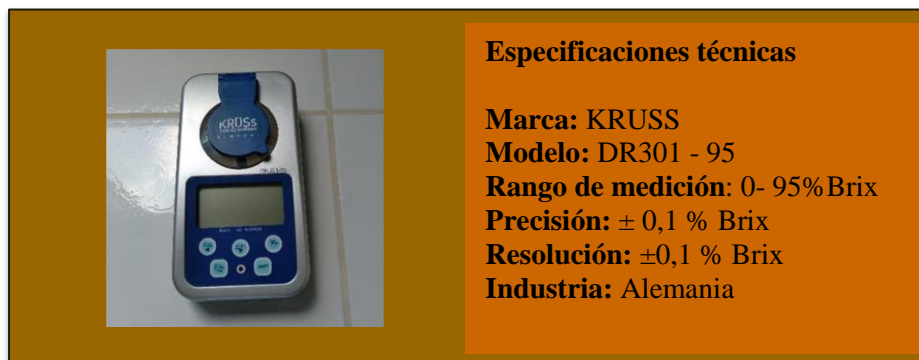 KRÜSS
Especificaciones técnicas
Marca: KRUSS
Modelo: DR301 - 95
Rango de medición: 0- 95%Brix
Precisión: ± 0,1 % Brix
Resolución: ±0,1 % Brix
Industria: Alemania